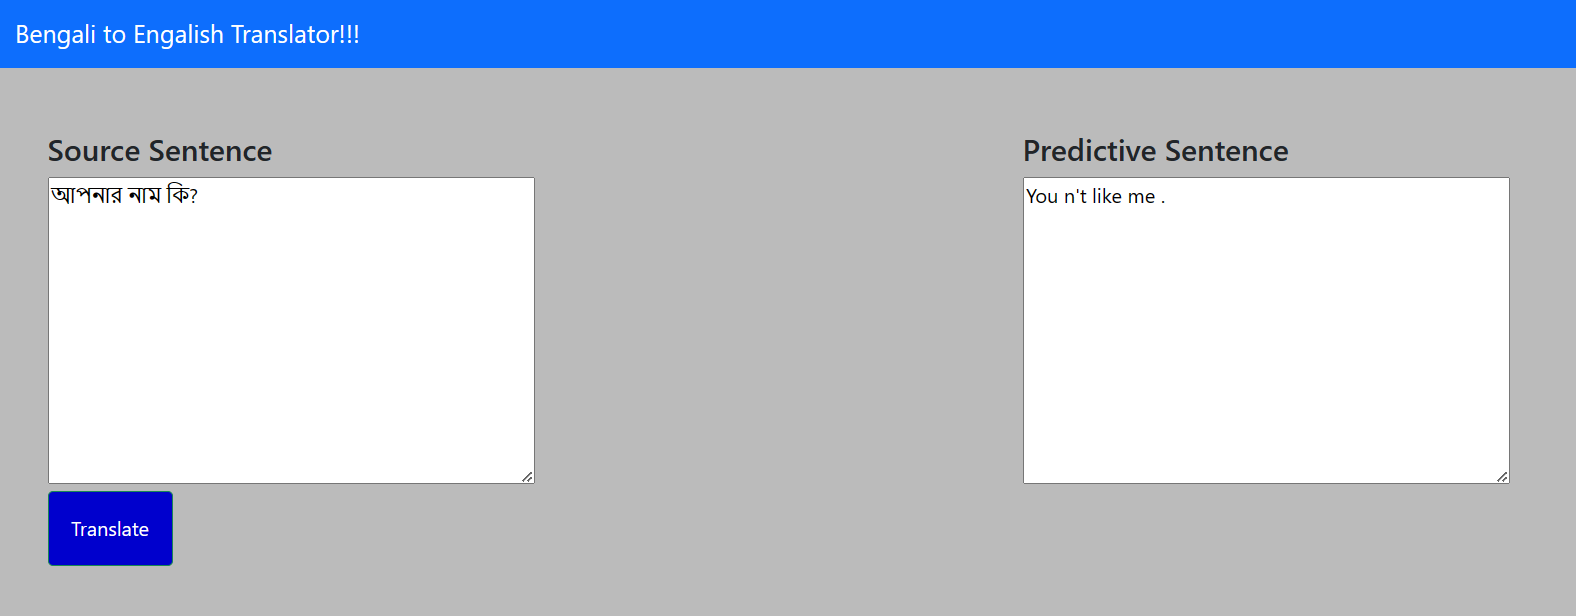 Bengali to Engalish Translator!!!
Source Sentence
আপনার নাম কি?
Translate
Predictive Sentence
You n't like me .